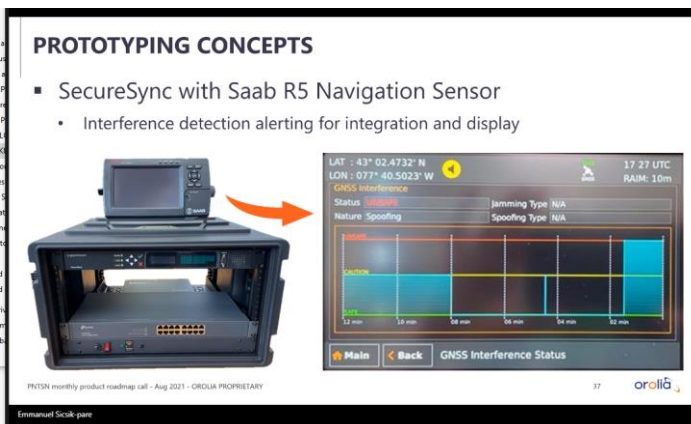 PROTOTYPING CONCEPTS
SecureSync with Saab R5 Navigation Sensor
Interference detection alerting for integration and display
LAT : 43° 02.4732' N
LON : 077° 40.5023' W
17 27 UTC
RAIM: 10m
GNSS Interference
Status UNSAFE
Jamming Type N/A
Nature Spoofing
Spoofing Type N/A
CAUTION
SAFE
12 min 10 min 08 min 06 min 04 min 02 min
Main
< Back
GNSS Interference Status
PNTSN monthly product roadmap call - Aug 2021 - OROLIA PROPRIETARY
37
orolia
Emmanuel Sicsik-pare